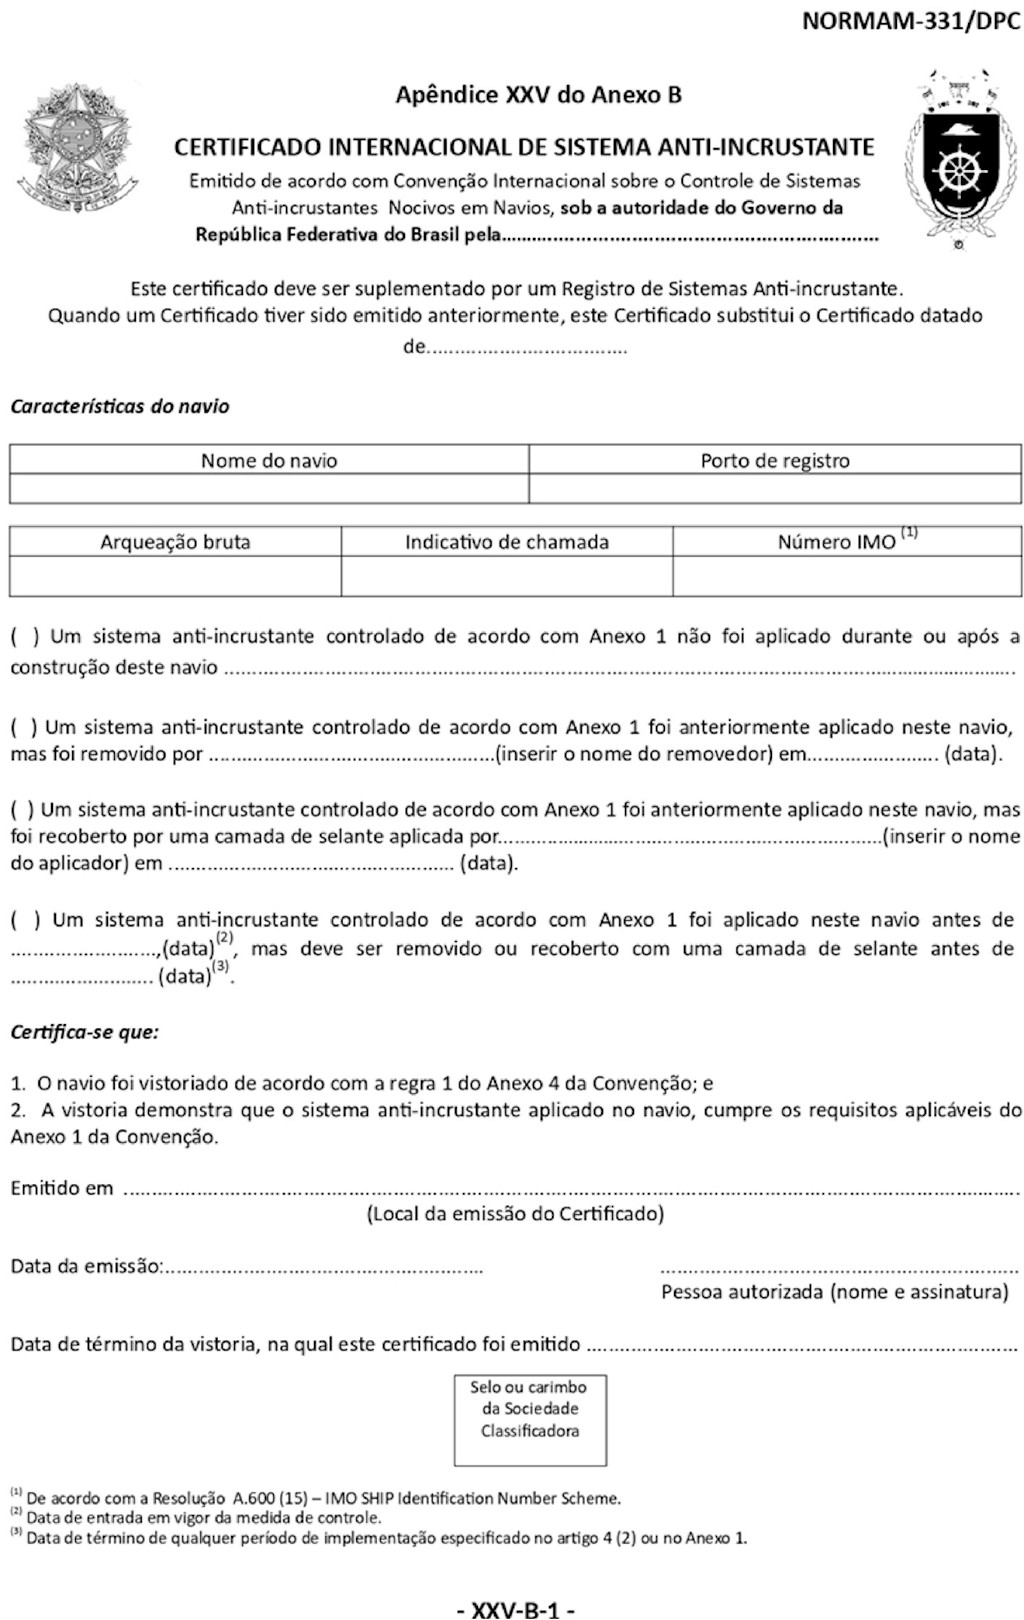 NORMAM-331/DPC
Apêndice XXV do Anexo B
CERTIFICADO INTERNACIONAL DE SISTEMA ANTI-INCRUSTANTE
Emitido de acordo com Convenção Internacional sobre o Controle de Sistemas
Anti-incrustantes Nocivos em Navios, sob a autoridade do Governo da
República Federativa do Brasil pela....................................................................
Este certificado deve ser suplementado por um Registro de Sistemas Anti-incrustante.
Quando um Certificado tiver sido emitido anteriormente, este Certificado substitui o Certificado datado
de....................................
Características do navio
Nome do navio Porto de registro
Arqueação bruta Indicativo de chamada Número IMO (1)
( ) Um sistema anti-incrustante controlado de acordo com Anexo 1 não foi aplicado durante ou após a
construção deste navio ..............................................................................................................................................
( ) Um sistema anti-incrustante controlado de acordo com Anexo 1 foi anteriormente aplicado neste navio,
mas foi removido por ...................................................(inserir o nome do removedor) em........................ (data).
( ) Um sistema anti-incrustante controlado de acordo com Anexo 1 foi anteriormente aplicado neste navio, mas
foi recoberto por uma camada de selante aplicada por.....................................................................(inserir o nome
do aplicador) em ................................................... (data).
( ) Um sistema anti-incrustante controlado de acordo com Anexo 1 foi aplicado neste navio antes de
..........................,(data)(2), mas deve ser removido ou recoberto com uma camada de selante antes de
......................... (data)(3).
Certifica-se que:
1. O navio foi vistoriado de acordo com a regra 1 do Anexo 4 da Convenção; e
2. A vistoria demonstra que o sistema anti-incrustante aplicado no navio, cumpre os requisitos aplicáveis do
Anexo 1 da Convenção.
Emitido em ................................................................................................................................................................
(Local da emissão do Certificado)
Data da emissão:......................................................... ................................................................
Pessoa autorizada (nome e assinatura)
Data de término da vistoria, na qual este certificado foi emitido .............................................................................
Selo ou carimbo
da Sociedade
Classificadora
(1) De acordo com a Resolução A.600 (15) – IMO SHIP Identification Number Scheme.
(2) Data de entrada em vigor da medida de controle.
(3) Data de término de qualquer período de implementação especificado no artigo 4 (2) ou no Anexo 1.
- XXV-B-1 -